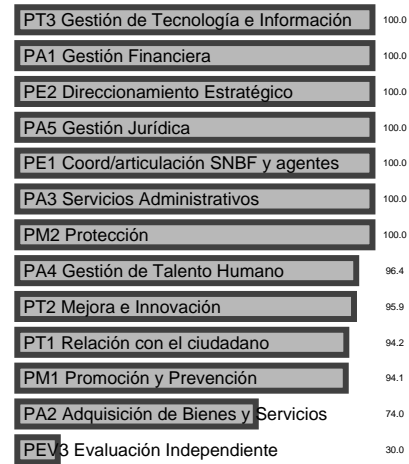 PT3 Gestión de Tecnología e Información 100.0
PA1 Gestión Financiera 100.0
PE2 Direccionamiento Estratégico 100.0
PA5 Gestión Jurídica 100.0
PE1 Coord/articulación SNBF y agentes 100.0
PA3 Servicios Administrativos 100.0
PM2 Protección 100.0
PA4 Gestión de Talento Humano 96.4
PT2 Mejora e Innovación 95.9
PT1 Relación con el ciudadano 94.2
PM1 Promoción y Prevención 94.1
PA2 Adquisición de Bienes y Servicios 74.0
PEV3 Evaluación Independiente 30.0